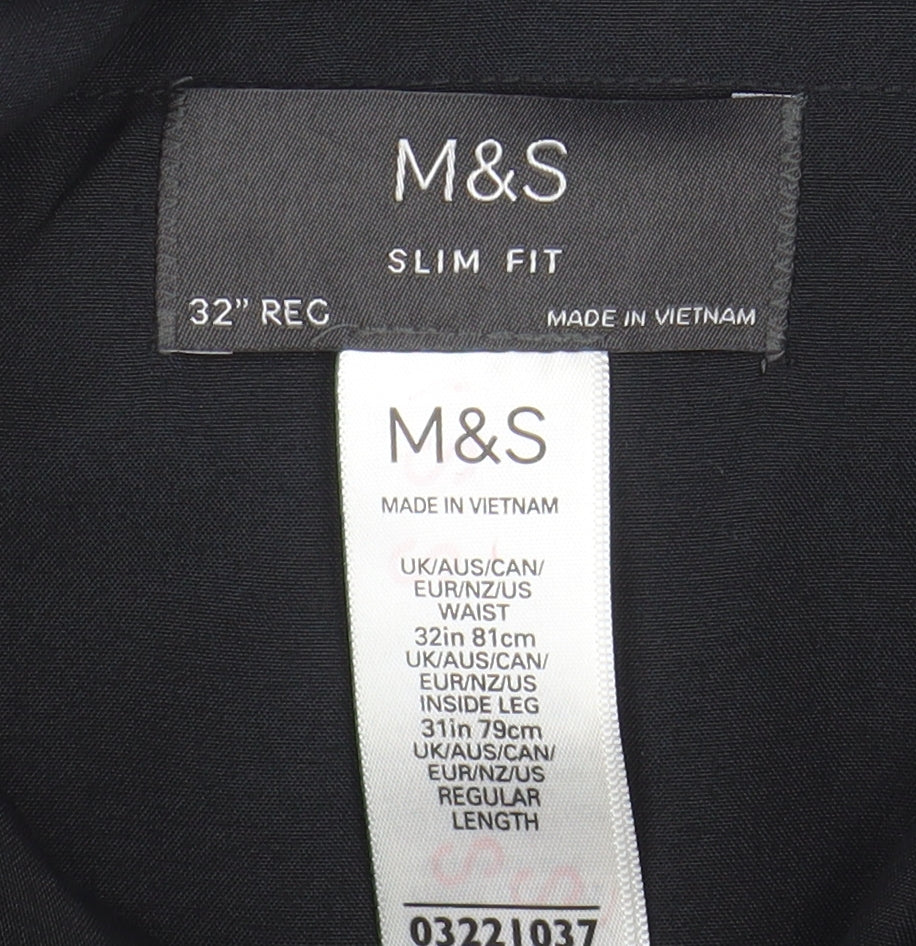 M&S
SLIM FIT
32” REG
MADE IN VIETNAM
M&S
MADE IN VIETNAM
UK/AUS/CAN/
EUR/NZ/US
WAIST
32in 81cm
UK/AUS/CAN/
EUR/NZ/US
INSIDE LEG
31in 79cm
UK/AUS/CAN/
EUR/NZ/US
REGULAR
LENGTH
03221037